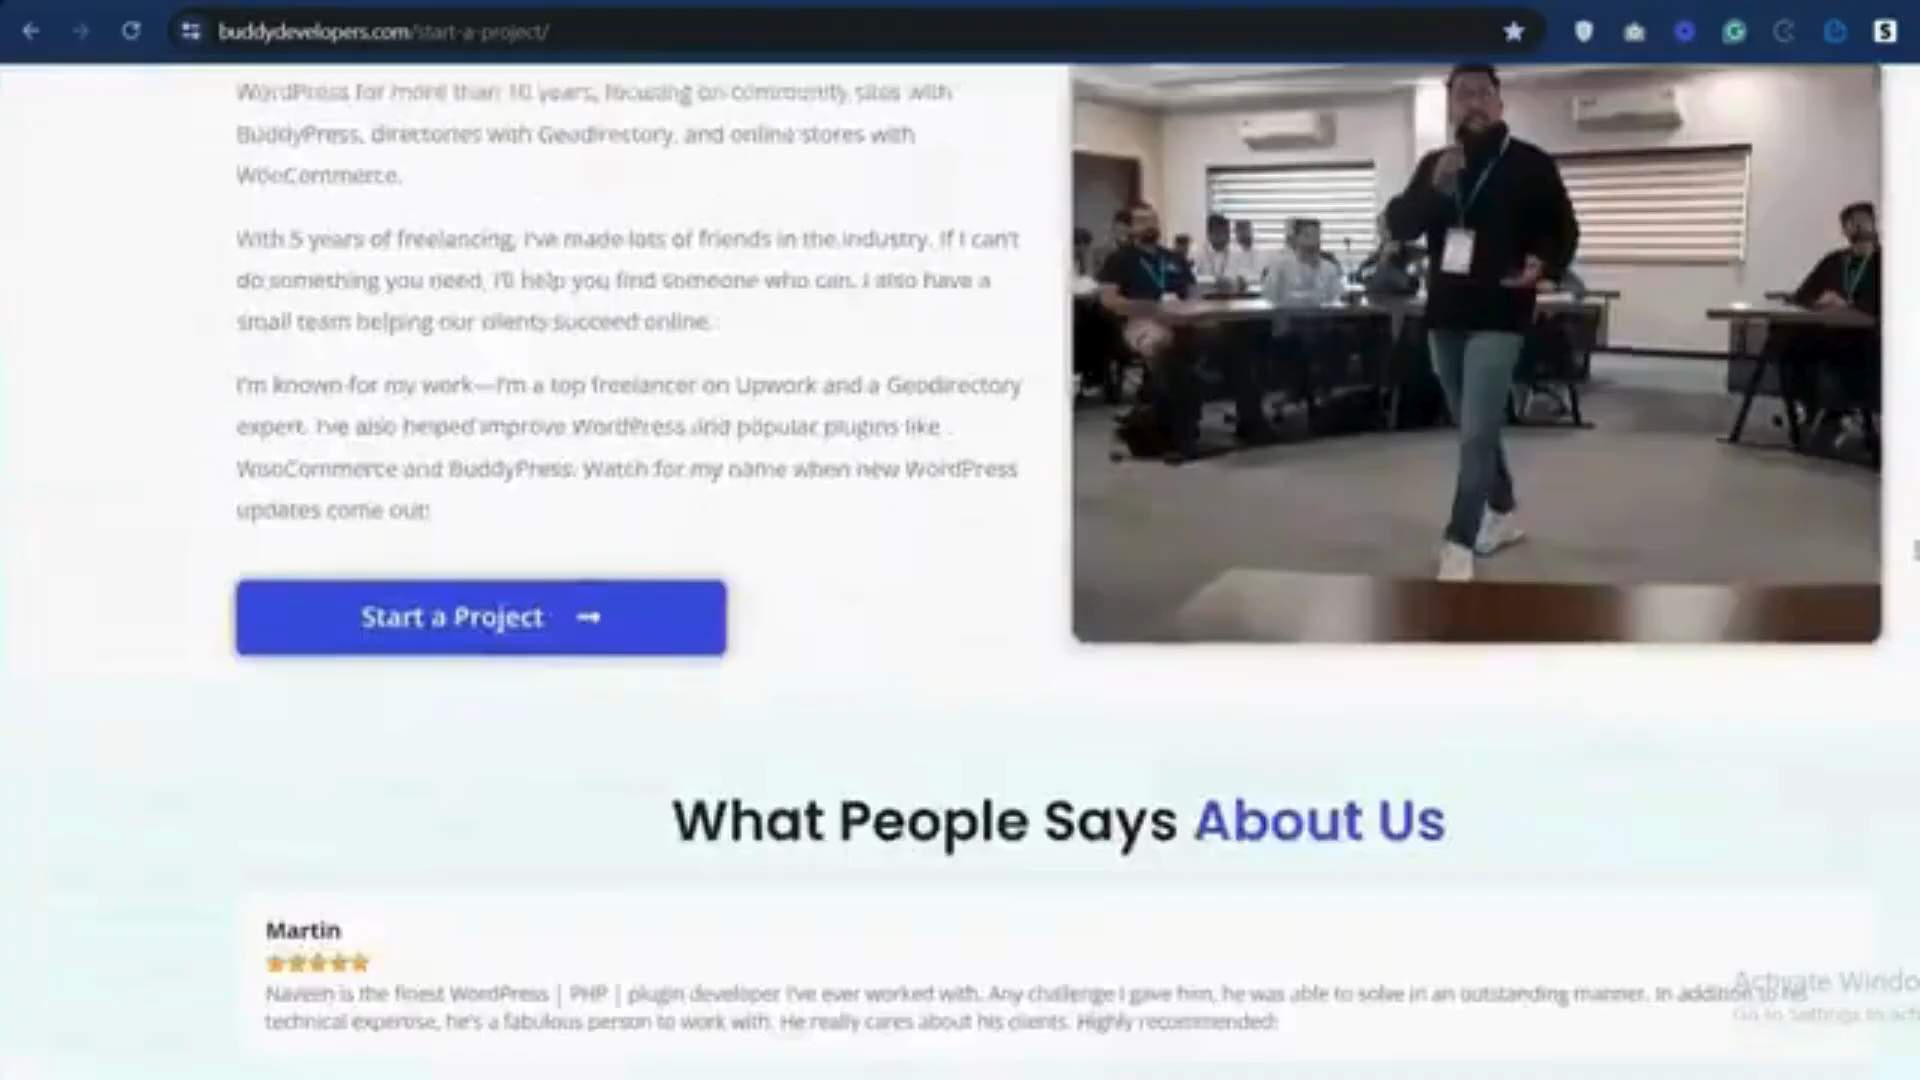 buddydevelopers.com/start-a-project/
WordPress for more than 10 years, focusing on community sites with
BuddyPress, directories with Geodirectory, and online stores with
WooCommerce.
With 5 years of freelancing, I've made lots of friends in the industry. If I can't
do something you need, I'll help you find someone who can. I also have a
small team helping our clients succeed online.
I'm known for my work—I'm a top freelancer on Upwork and a Geodirectory
expert. I've also helped improve WordPress and popular plugins like
WooCommerce and BuddyPress. Watch for my name when new WordPress
updates come out!
Start a Project →
What People Says About Us
Martin
Naveen is the finest WordPress | PHP | plugin developer I've ever worked with. Any challenge I gave him, he was able to solve in an outstanding manner. In addition to his
technical expertise, he's a fabulous person to work with. He really cares about his clients. Highly recommended!
Activate Windo
Go to Settings to acti